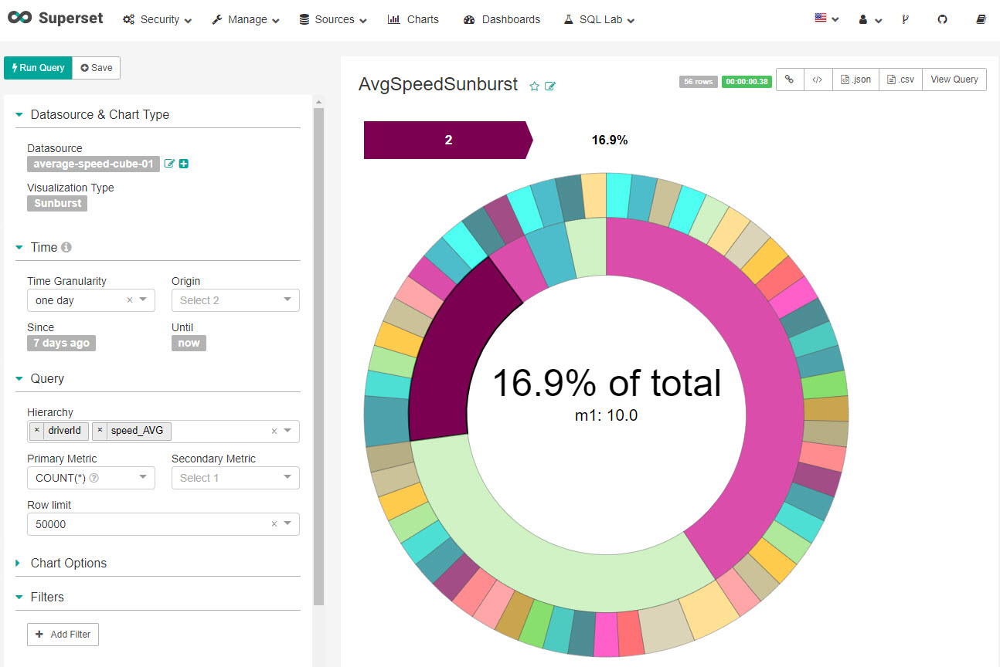 Superset Security Manage Sources Charts Dashboards SQL Lab
Run Query Save
AvgSpeedSunburst 56 rows 00:00:00.38 </> .json .csv View Query
Datasource & Chart Type
Datasource
average-speed-cube-01
Visualization Type
Sunburst
Time
Time Granularity Origin
one day × Select 2
Since Until
7 days ago now
Query
Hierarchy
× driverId × speed_AVG ×
Primary Metric Secondary Metric
COUNT(*) Select 1
Row limit
50000 ×
Chart Options
Filters
+ Add Filter
2 16.9%
16.9% of total
m1: 10.0